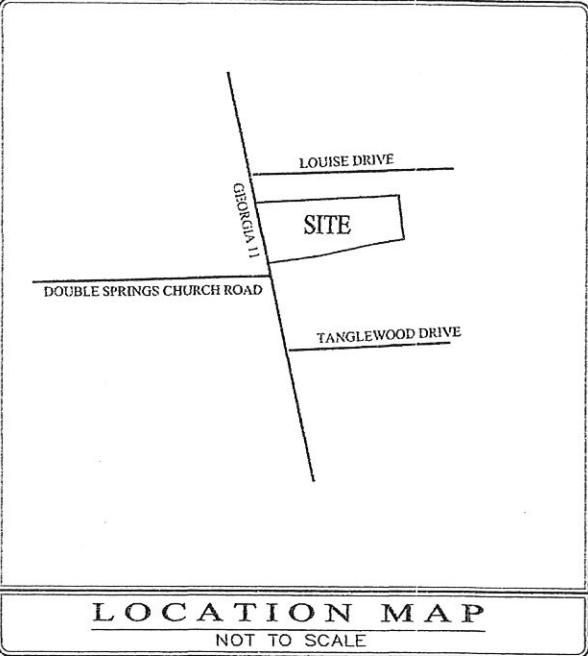 LOUISE DRIVE
GEORGIA 11
SITE
DOUBLE SPRINGS CHURCH ROAD
TANGLEWOOD DRIVE
LOCATION MAP
NOT TO SCALE